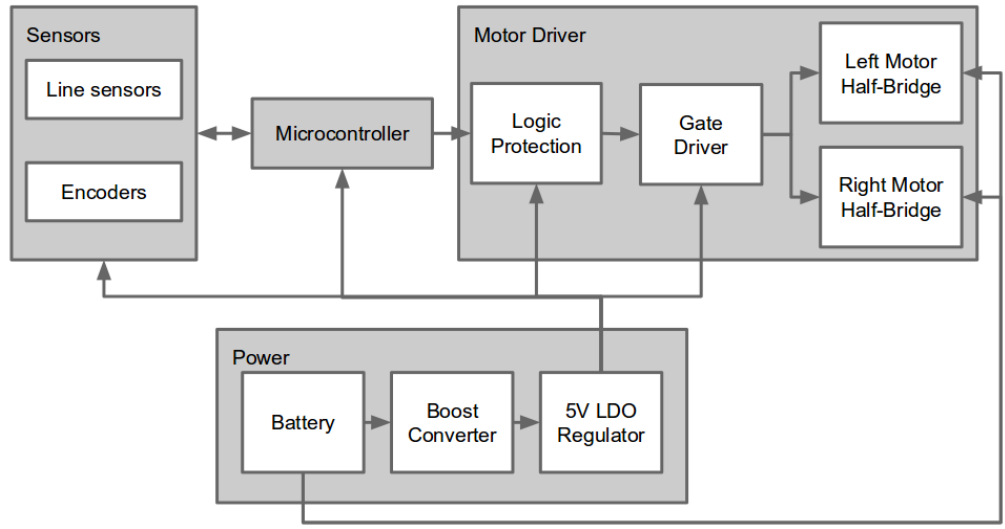 Sensors
Line sensors
Encoders
Microcontroller
Motor Driver
Logic
Protection
Gate
Driver
Left Motor
Half-Bridge
Right Motor
Half-Bridge
Power
Battery
Boost
Converter
5V LDO
Regulator